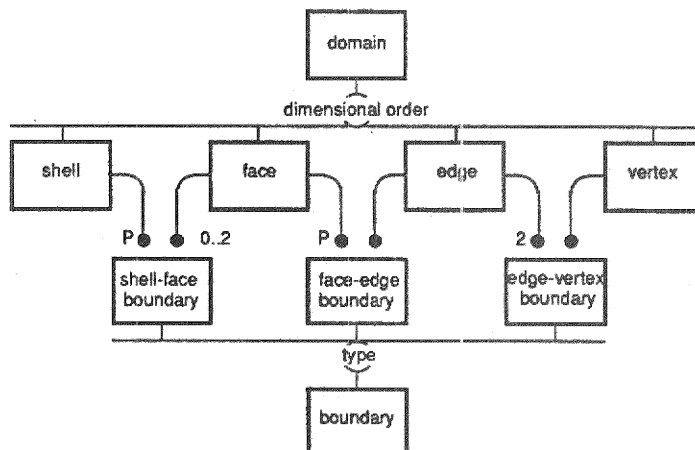 domain
dimensional order
shell
face
edge
vertex
P
0..2
P
2
shell-face
boundary
face-edge
boundary
edge-vertex
boundary
type
boundary